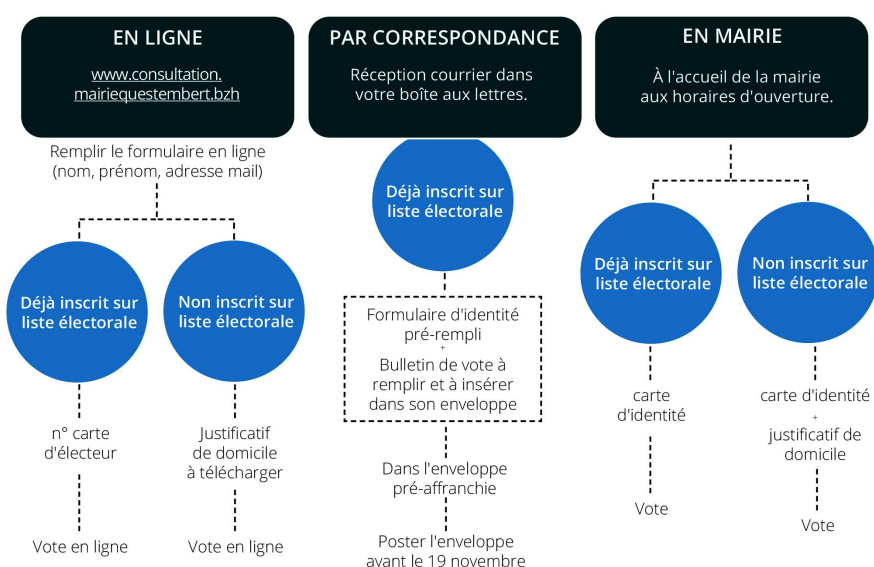 EN LIGNE
www.consultation.
mairiequestembert.bzh
Remplir le formulaire en ligne
(nom, prénom, adresse mail)
Déjà inscrit sur
liste électorale
n° carte
d'électeur
Vote en ligne
Non inscrit sur
liste électorale
Justificatif
de domicile
à télécharger
Vote en ligne
PAR CORRESPONDANCE
Réception courrier dans
votre boîte aux lettres.
Déjà inscrit sur
liste électorale
Formulaire d'identité
pré-rempli
+
Bulletin de vote à
remplir et à insérer
dans son enveloppe
Dans l'enveloppe
pré-affranchie
Poster l'enveloppe
avant le 19 novembre
EN MAIRIE
À l'accueil de la mairie
aux horaires d'ouverture.
Déjà inscrit sur
liste électorale
carte
d'identité
Vote
Non inscrit sur
liste électorale
carte d'identité
+
justificatif de
domicile
Vote